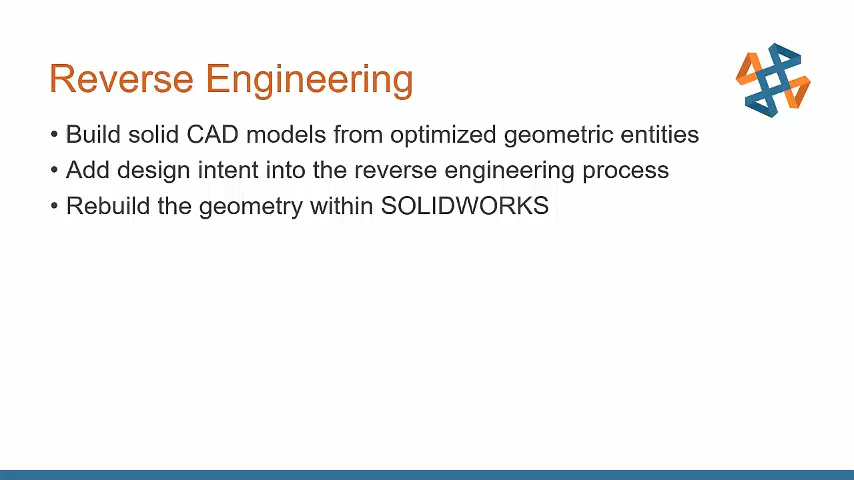 Reverse Engineering
• Build solid CAD models from optimized geometric entities
• Add design intent into the reverse engineering process
• Rebuild the geometry within SOLIDWORKS